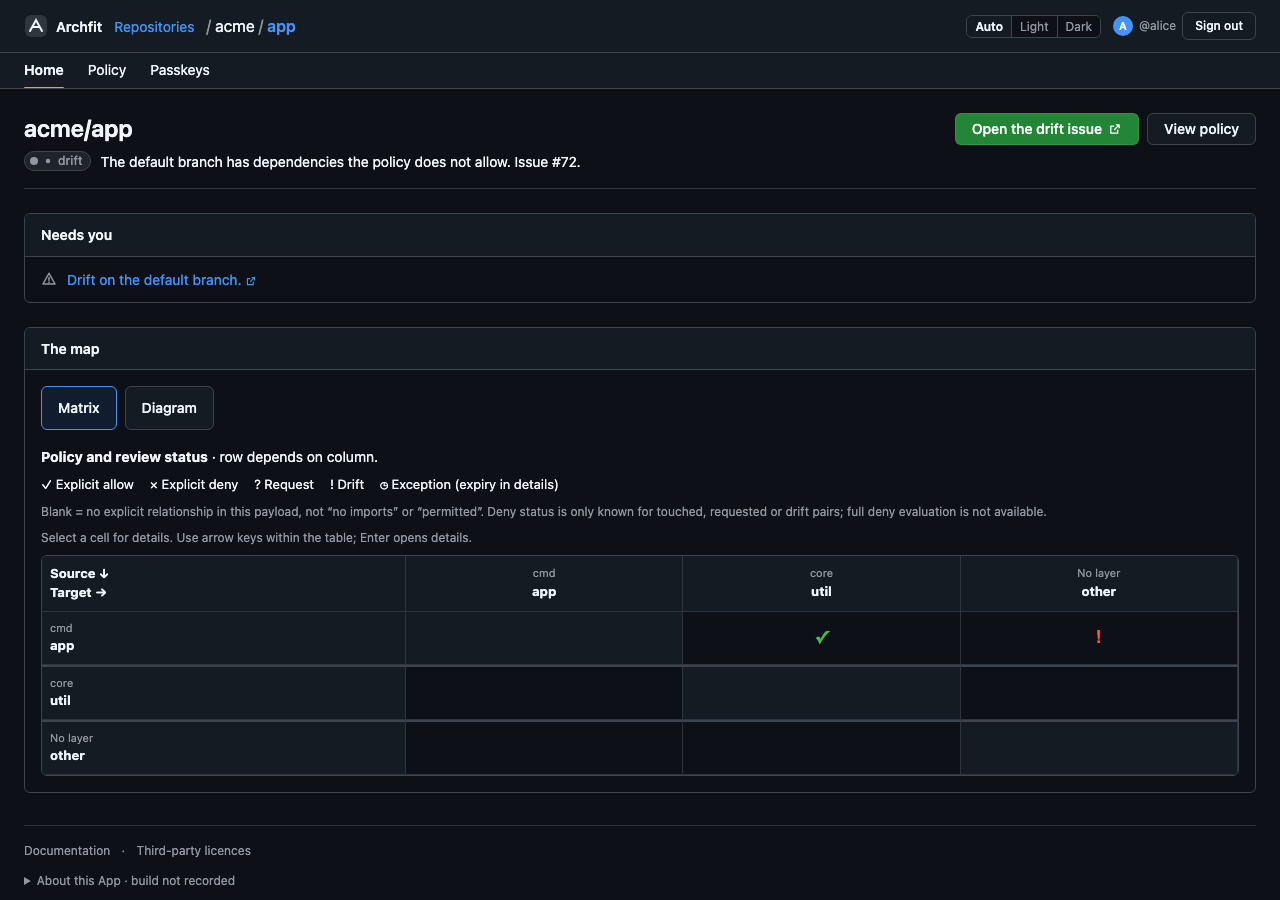 Archfit Repositories / acme / app
Auto Light Dark A @alice Sign out
Home Policy Passkeys
acme/app
Open the drift issue View policy
drift The default branch has dependencies the policy does not allow. Issue #72.
Needs you
Drift on the default branch.
The map
Matrix Diagram
Policy and review status · row depends on column.
✓ Explicit allow × Explicit deny ? Request ! Drift ◷ Exception (expiry in details)
Blank = no explicit relationship in this payload, not “no imports” or “permitted”. Deny status is only known for touched, requested or drift pairs; full deny evaluation is not available.
Select a cell for details. Use arrow keys within the table; Enter opens details.
Source ↓
Target →
cmd
app
core
util
No layer
other
cmd
app
✓ !
core
util
No layer
other
Documentation · Third-party licences
▶ About this App · build not recorded